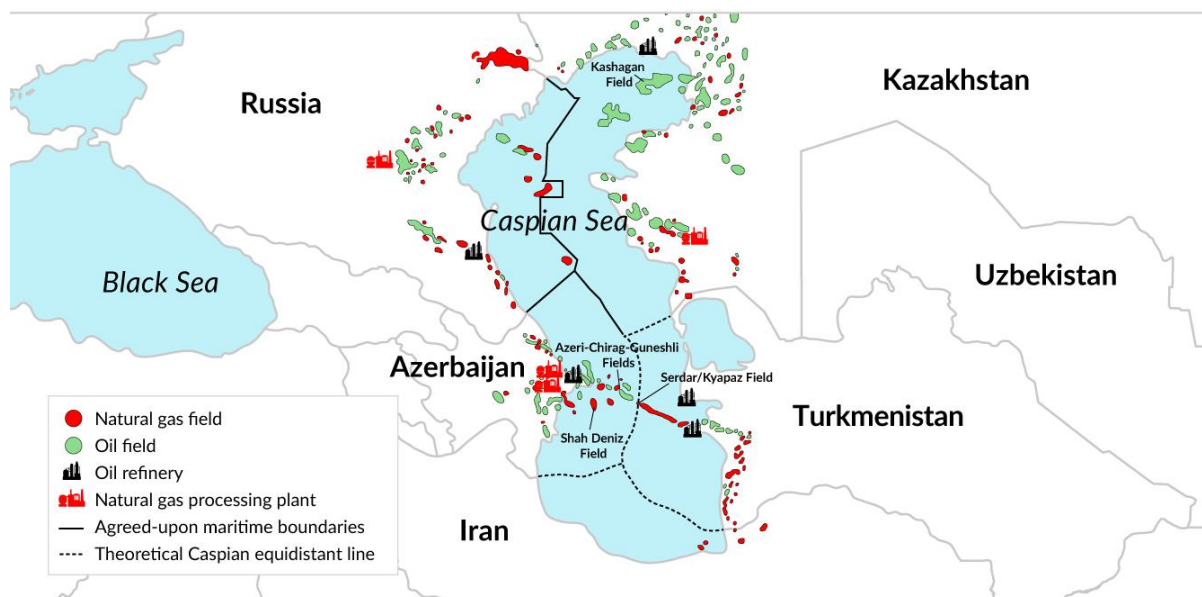 Kashagan
Field
Kazakhstan
Russia
Caspian Sea
Black Sea
Uzbekistan
Azerbaijan
Azeri-Chirag-Guneshli
Fields
Serdar/Kyapaz Field
Turkmenistan
Shah Deniz
Field
Iran
Natural gas field
Oil field
Oil refinery
Natural gas processing plant
Agreed-upon maritime boundaries
Theoretical Caspian equidistant line